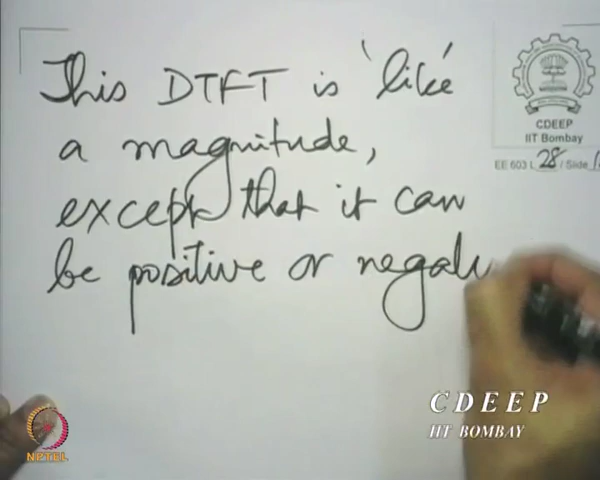 This DTFT is 'like'
a magnitude,
except that it can
be positive or negati
CDEEP
IIT Bombay
EE 603 L 28 / Slide
CDEEP
IIT BOMBAY
NPTEL